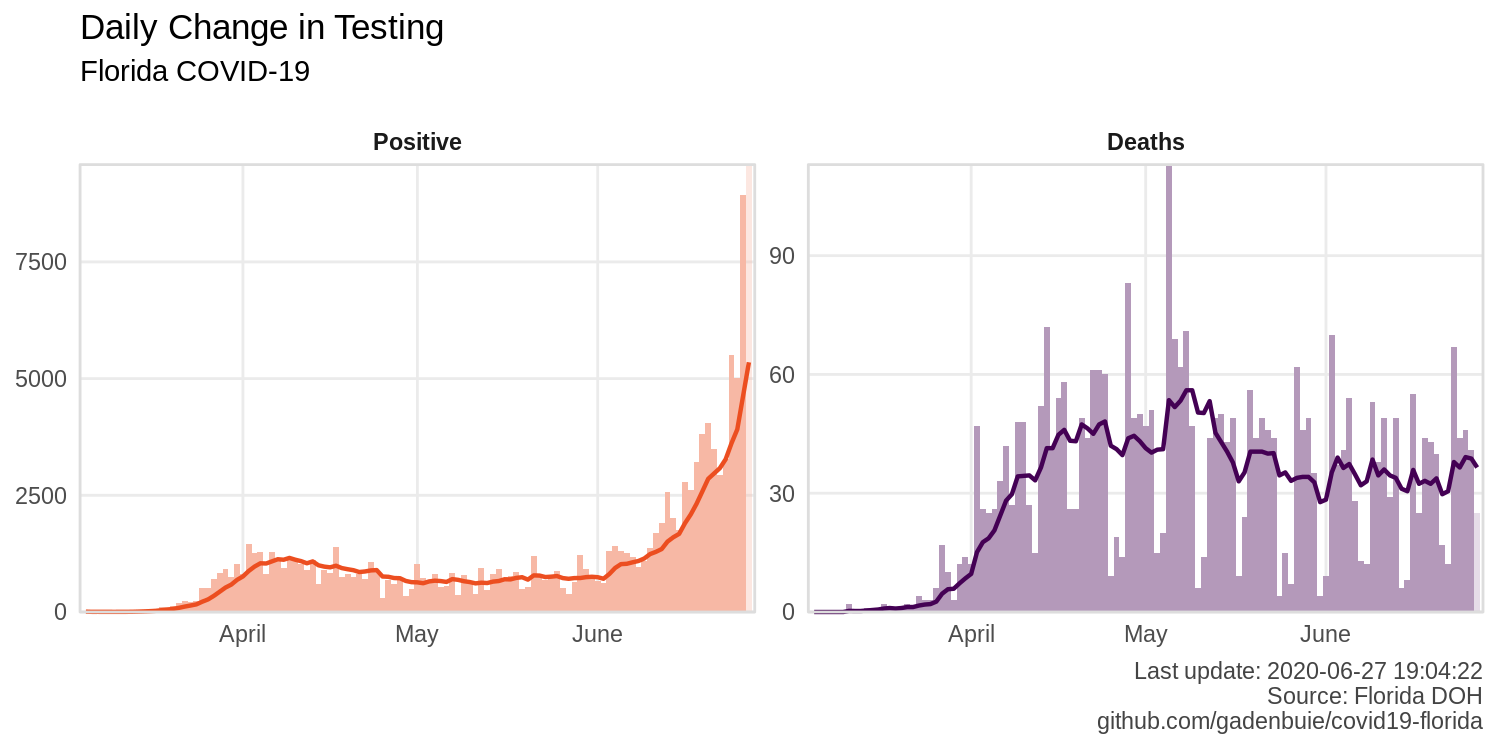 Daily Change in Testing
Florida COVID-19
Positive
7500
5000
2500
0
April May June
Deaths
90
60
30
0
April May June
Last update: 2020-06-27 19:04:22
Source: Florida DOH
github.com/gadenbuie/covid19-florida